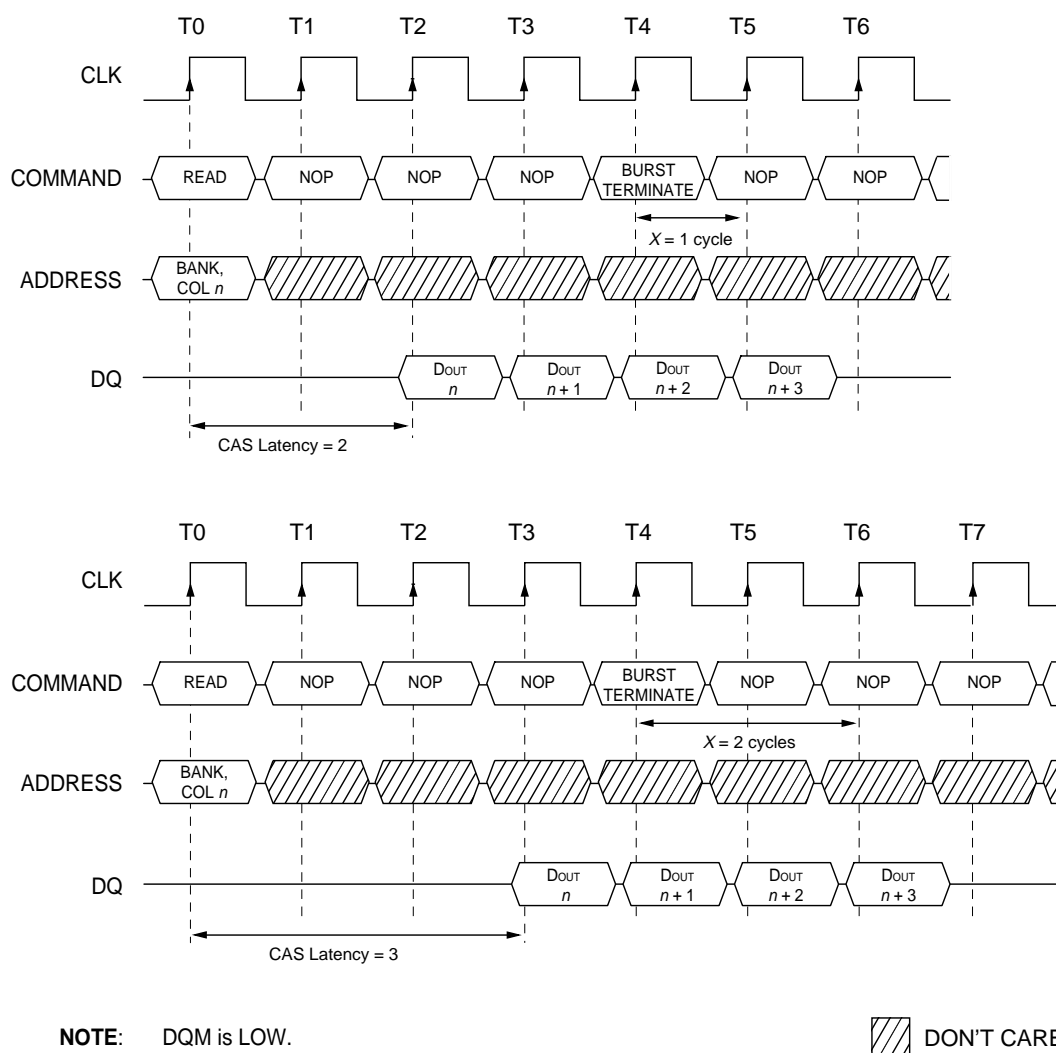 T0 T1 T2 T3 T4 T5 T6
CLK
COMMAND READ NOP NOP NOP BURST TERMINATE NOP NOP
X = 1 cycle
ADDRESS BANK, COL n
DQ DOUT n DOUT n + 1 DOUT n + 2 DOUT n + 3
CAS Latency = 2
T0 T1 T2 T3 T4 T5 T6 T7
CLK
COMMAND READ NOP NOP NOP BURST TERMINATE NOP NOP NOP
X = 2 cycles
ADDRESS BANK, COL n
DQ DOUT n DOUT n + 1 DOUT n + 2 DOUT n + 3
CAS Latency = 3
NOTE: DQM is LOW. DON'T CARE